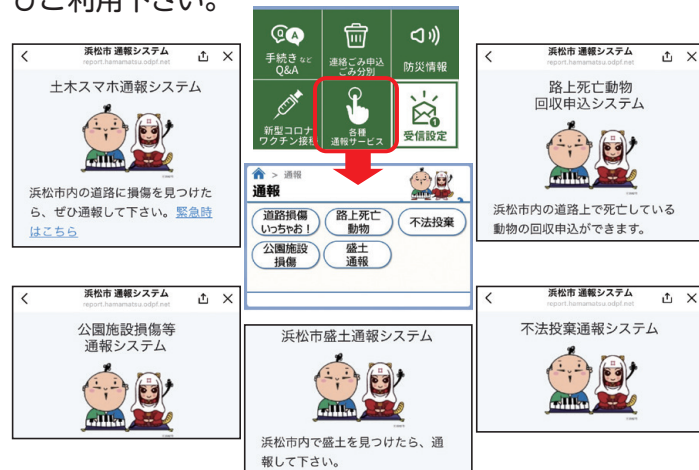 びご利用下さい。
浜松市 通報システム
report.hamamatsu.odpf.net
土木スマホ通報システム
浜松市内の道路に損傷を見つけた
ら、ぜひ通報して下さい。緊急時
はこちら
手続き など
Q&A
連絡ごみ申込
ごみ分別
防災情報
新型コロナ
ワクチン接種
各種
通報サービス
受信設定
> 通報
通報
道路損傷
いっちゃお！
路上死亡
動物
不法投棄
公園施設
損傷
盛土
通報
浜松市 通報システム
report.hamamatsu.odpf.net
路上死亡動物
回収申込システム
浜松市内の道路上で死亡している
動物の回収申込ができます。
浜松市 通報システム
report.hamamatsu.odpf.net
公園施設損傷等
通報システム
浜松市盛土通報システム
浜松市内で盛土を見つけたら、通
報して下さい。
浜松市 通報システム
report.hamamatsu.odpf.net
不法投棄通報システム